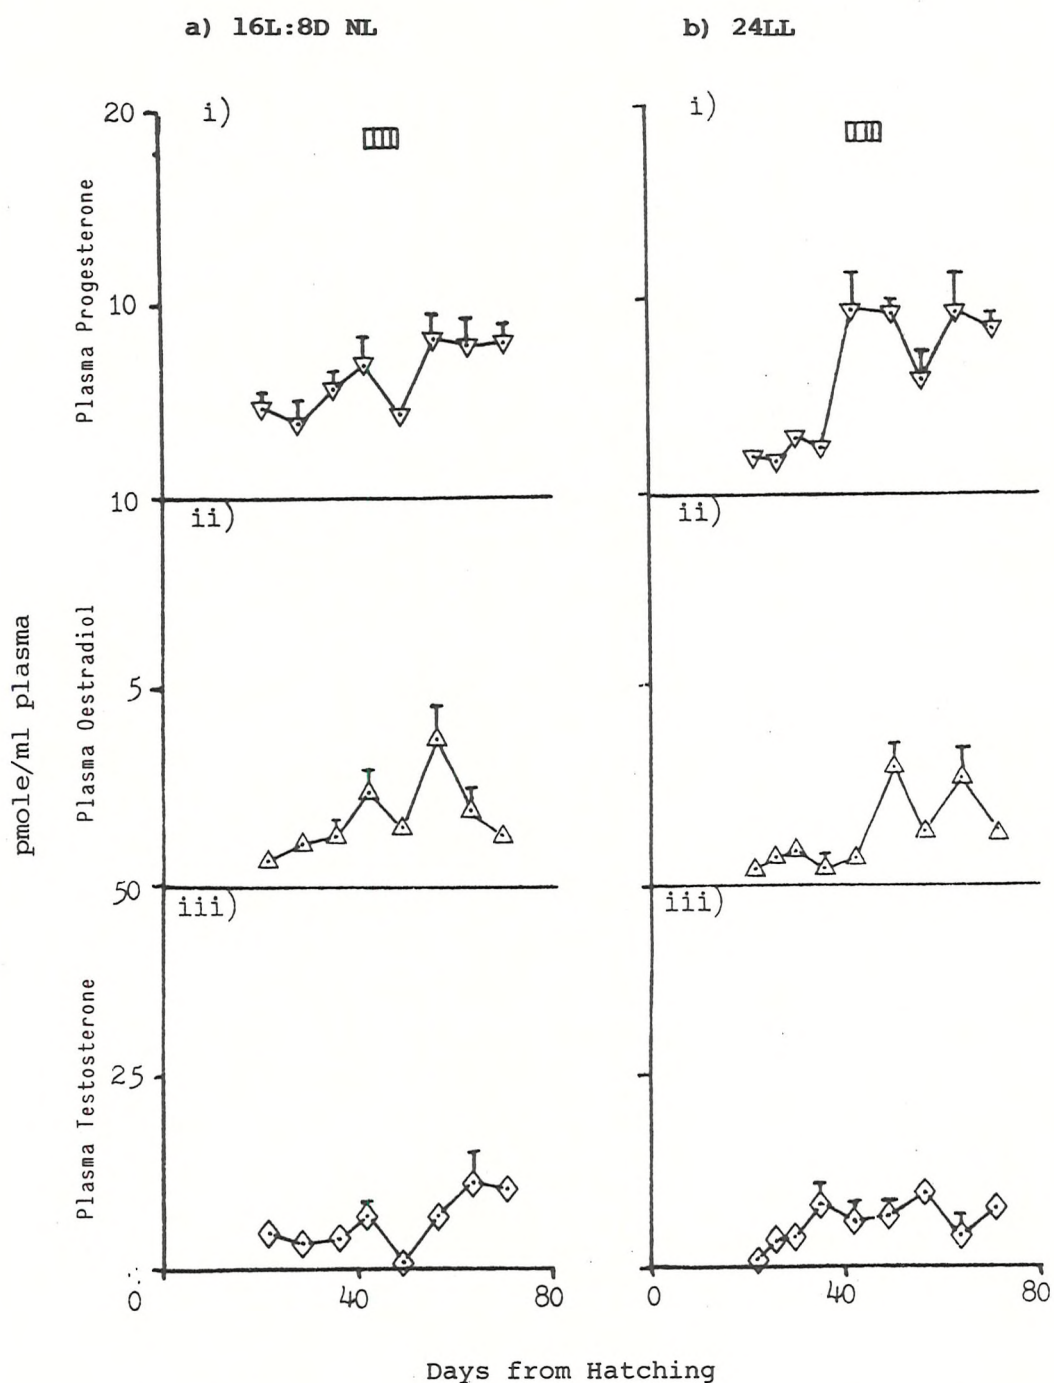 a) 16L:8D NL
b) 24LL
20
i)
i)
10
Plasma Progesterone
10
ii)
ii)
5
Plasma Oestradiol
pmole/ml plasma
50
iii)
iii)
25
Plasma Testosterone
0
40
80
0
40
80
Days from Hatching